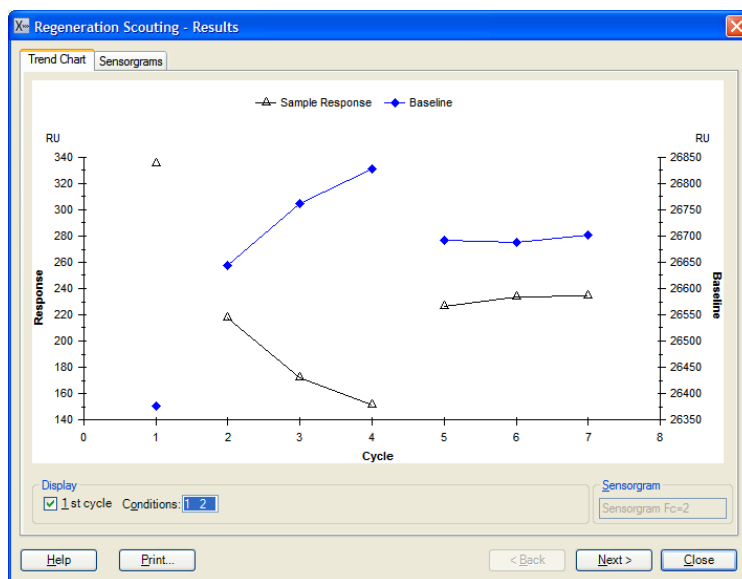 Regeneration Scouting - Results
Trend Chart Sensorgrams
Sample Response Baseline
RU RU
340 26850
320 26800
300 26750
280 26700
260 26650
240 26600
220 26550
200 26500
180 26450
160 26400
140 26350
Response
Baseline
0 1 2 3 4 5 6 7 8
Cycle
Display Sensorgram
1st cycle Conditions: 1 2 Sensorgram Fc=2
Help Print... < Back Next > Close